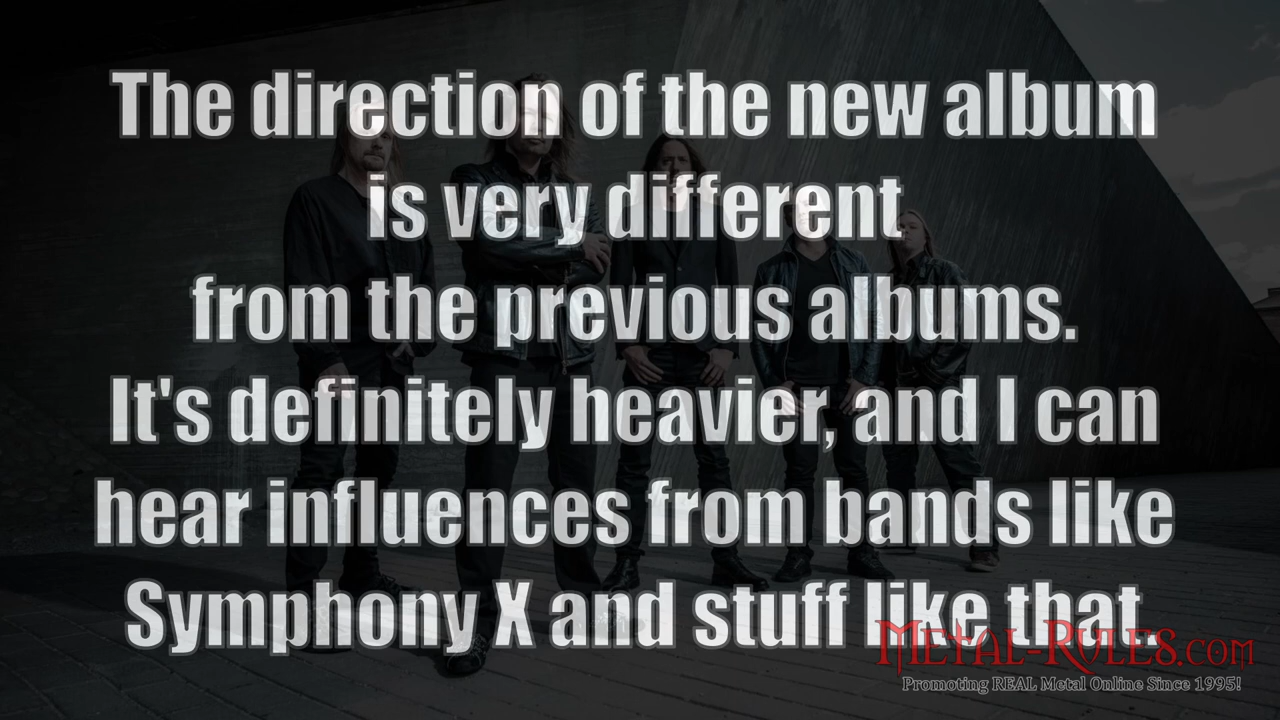 The direction of the new album
is very different
from the previous albums.
It's definitely heavier, and I can
hear influences from bands like
Symphony X and stuff like that
METAL-RULES.COM
Promoting REAL Metal Online Since 1995!